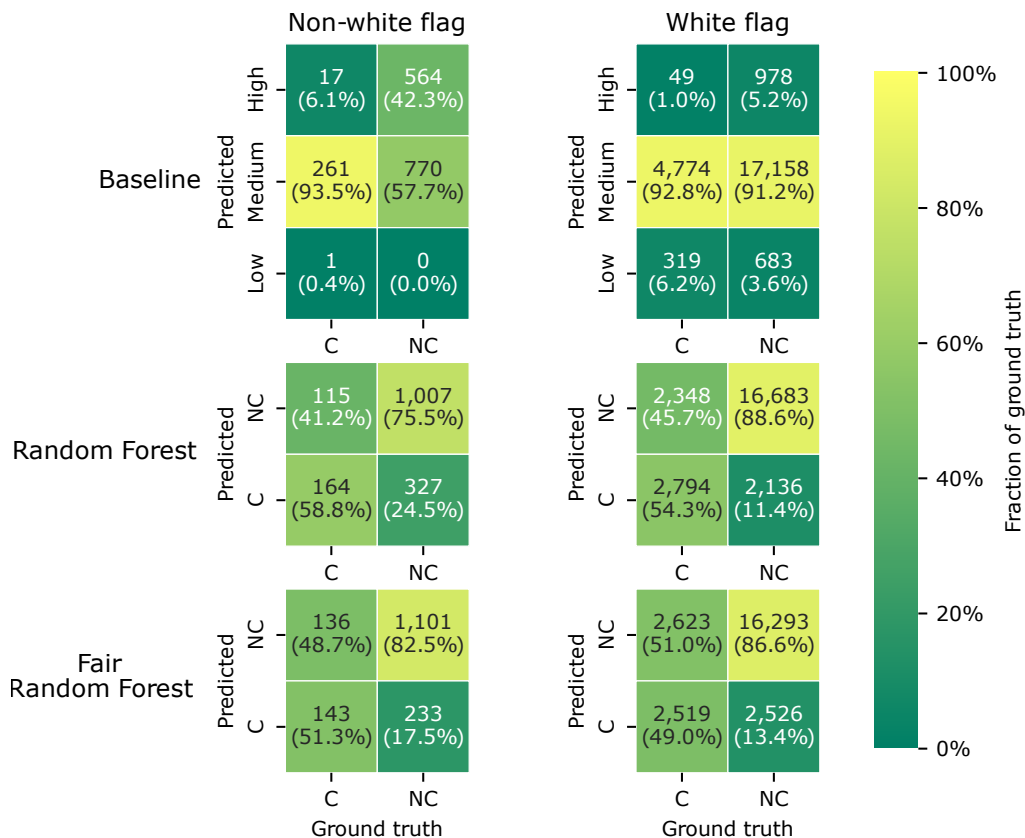 Non-white flag
White flag
Baseline
Predicted
High
Medium
Low
17
(6.1%)
564
(42.3%)
261
(93.5%)
770
(57.7%)
1
(0.4%)
0
(0.0%)
C
NC
Predicted
High
Medium
Low
49
(1.0%)
978
(5.2%)
4,774
(92.8%)
17,158
(91.2%)
319
(6.2%)
683
(3.6%)
C
NC
Random Forest
Predicted
NC
C
115
(41.2%)
1,007
(75.5%)
164
(58.8%)
327
(24.5%)
C
NC
Predicted
NC
C
2,348
(45.7%)
16,683
(88.6%)
2,794
(54.3%)
2,136
(11.4%)
C
NC
Fair
Random Forest
Predicted
NC
C
136
(48.7%)
1,101
(82.5%)
143
(51.3%)
233
(17.5%)
C
NC
Ground truth
Predicted
NC
C
2,623
(51.0%)
16,293
(86.6%)
2,519
(49.0%)
2,526
(13.4%)
C
NC
Ground truth
100%
80%
60%
40%
20%
0%
Fraction of ground truth